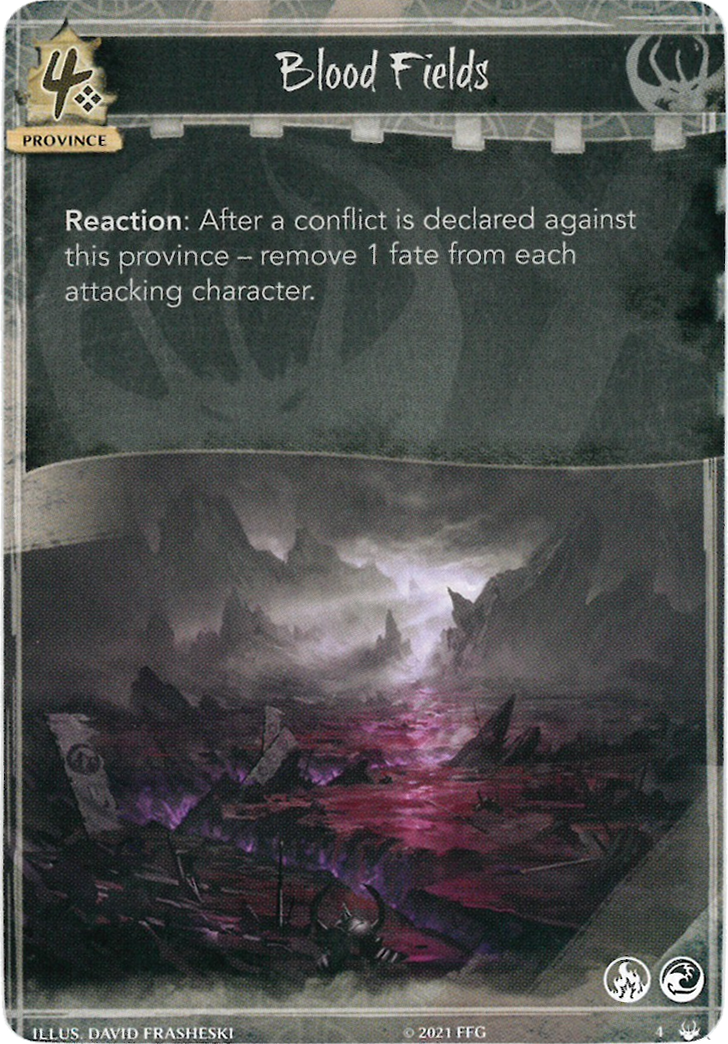 4
PROVINCE
Blood Fields
Reaction: After a conflict is declared against
this province – remove 1 fate from each
attacking character.
ILLUS. DAVID FRASHESKI
© 2021 FFG
4